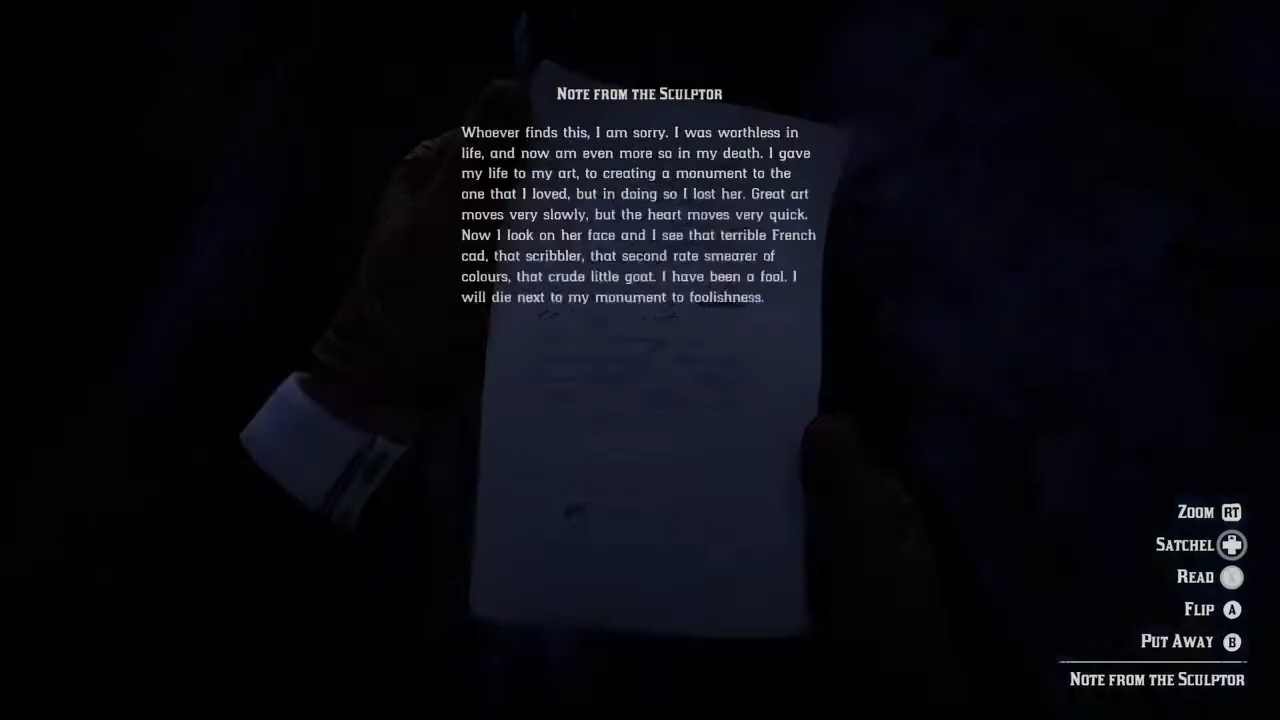 Note from the Sculptor
Whoever finds this, I am sorry. I was worthless in
life, and now am even more so in my death. I gave
my life to my art, to creating a monument to the
one that I loved, but in doing so I lost her. Great art
moves very slowly, but the heart moves very quick.
Now I look on her face and I see that terrible French
cad, that scribbler, that second rate smearer of
colours, that crude little goat. I have been a fool. I
will die next to my monument to foolishness.
Zoom RT
Satchel
Read
Flip A
Put Away B
Note from the Sculptor